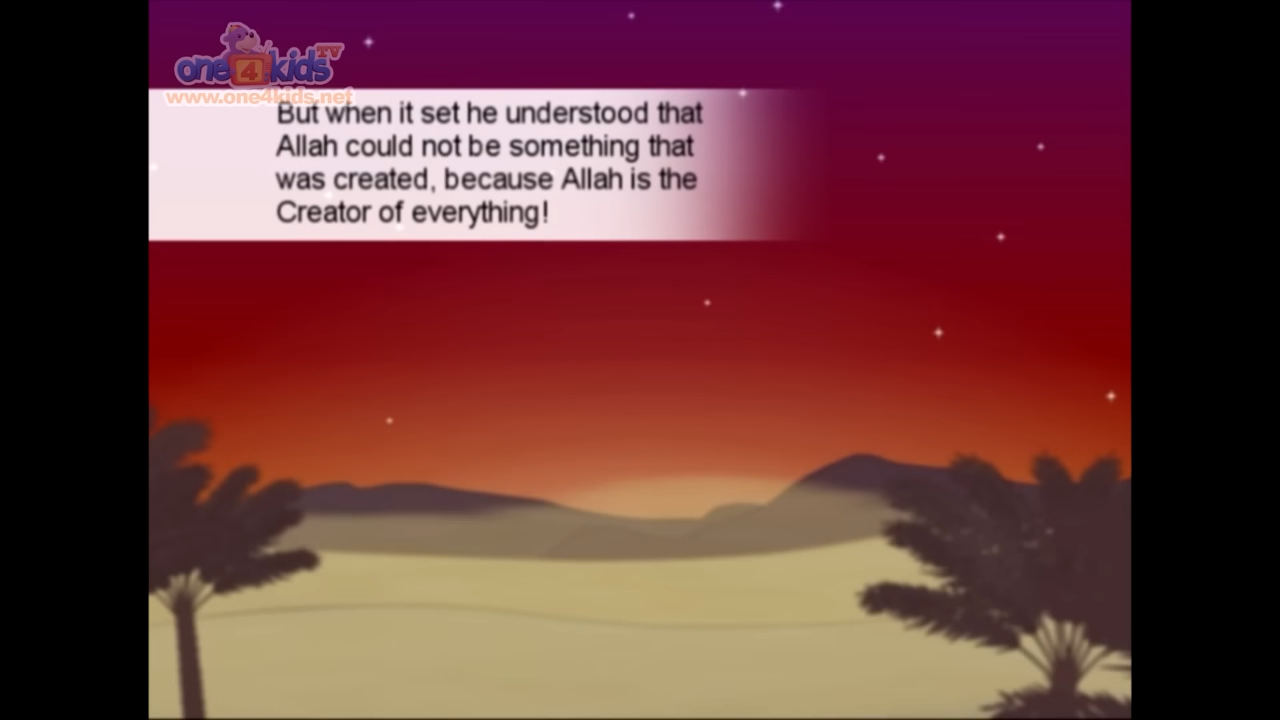 one4kids TV
www.one4kids.net
But when it set he understood that
Allah could not be something that
was created, because Allah is the
Creator of everything!